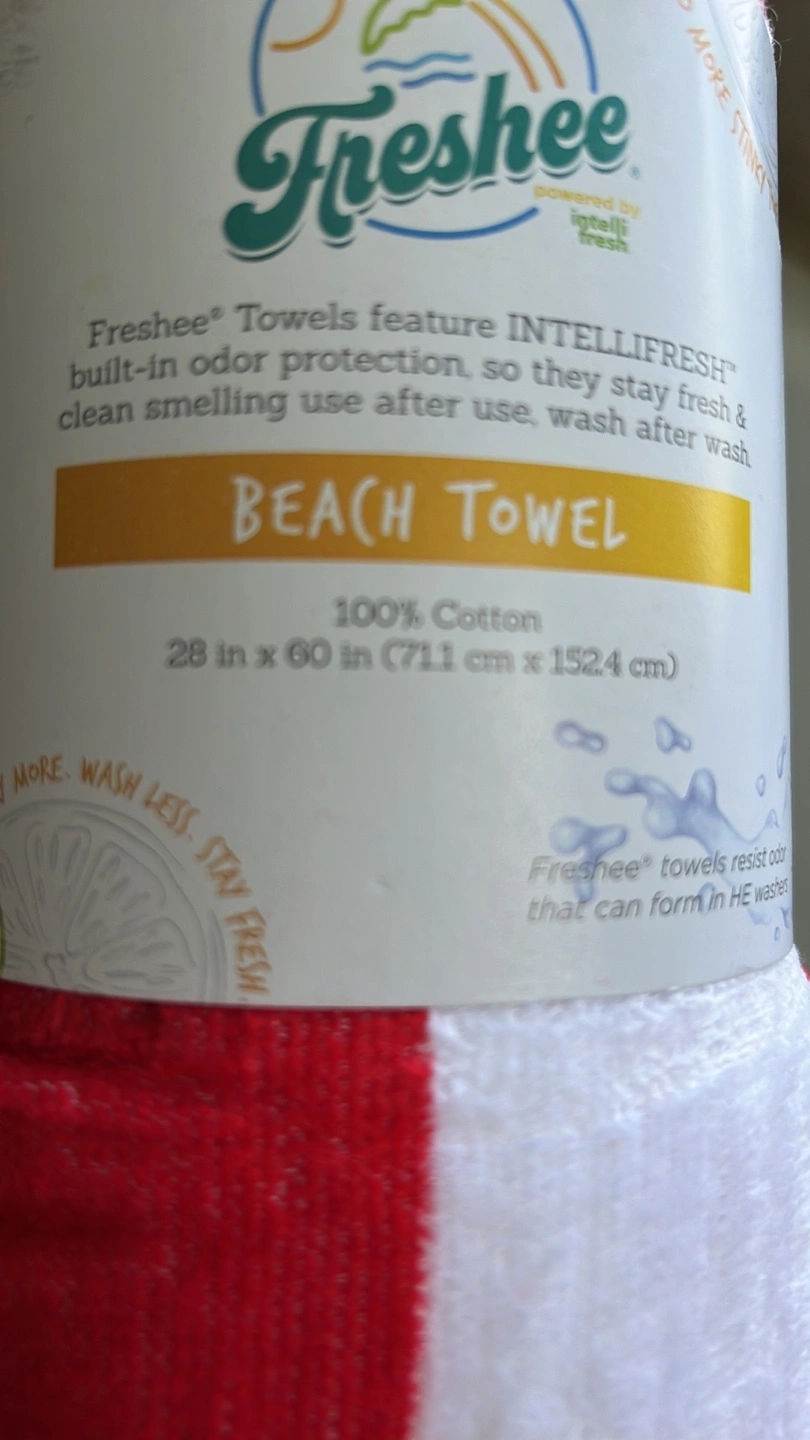 MORE STINKY
Freshee®
powered by
intelli
fresh
Freshee® Towels feature INTELLIFRESH™
built-in odor protection, so they stay fresh &
clean smelling use after use, wash after wash
BEACH TOWEL
100% Cotton
28 in x 60 in (71.1 cm x 152.4 cm)
MORE. WASH LESS. STAY FRESH.
Freshee® towels resist odor
that can form in HE washers